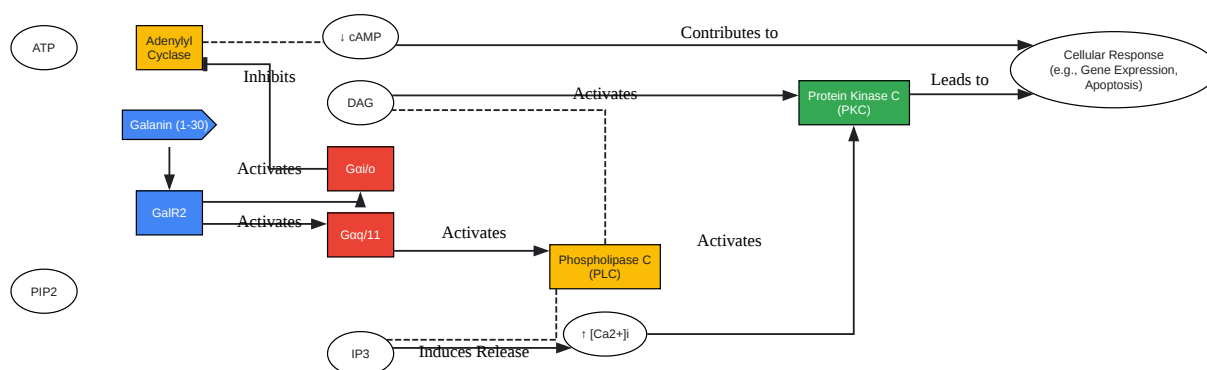 ATP
Adenylyl
Cyclase
↓ cAMP
Contributes to
Cellular Response
(e.g., Gene Expression,
Apoptosis)
Inhibits
DAG
Activates
Protein Kinase C
(PKC)
Leads to
Galanin (1-30)
Activates
Gαi/o
GalR2
Activates
Gαq/11
Activates
Activates
Phospholipase C
(PLC)
PIP2
↑ [Ca2+]i
IP3
Induces Release